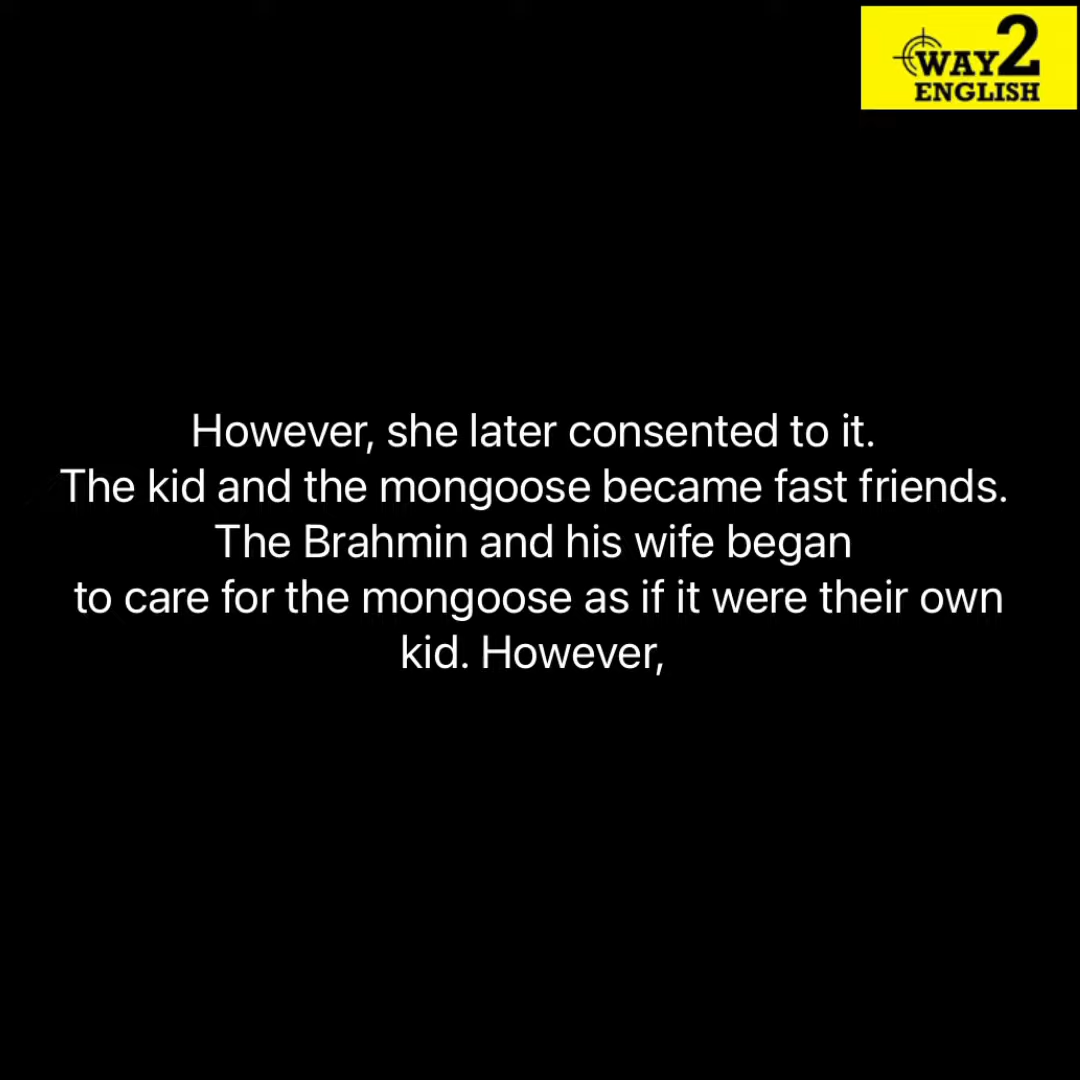 WAY2
ENGLISH
However, she later consented to it.
The kid and the mongoose became fast friends.
The Brahmin and his wife began
to care for the mongoose as if it were their own
kid. However,